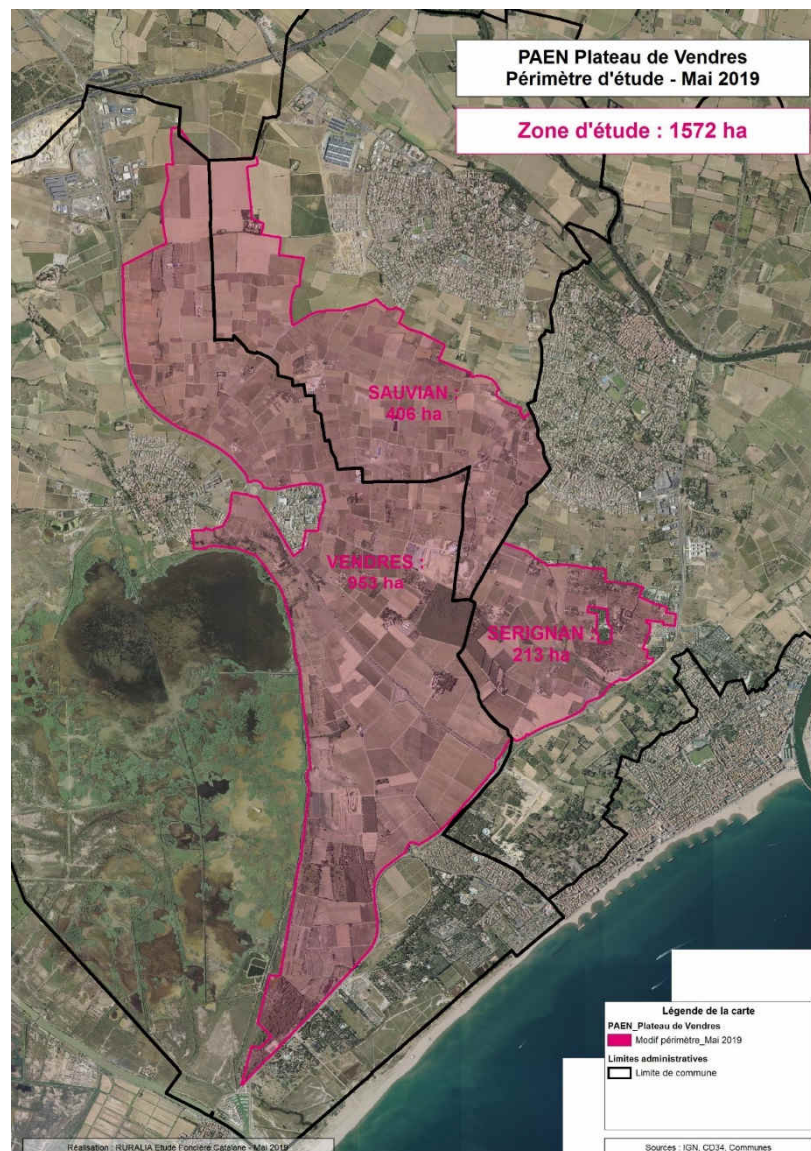 PAEN Plateau de Vendres
Périmètre d'étude - Mai 2019
Zone d'étude : 1572 ha
SAUVIAN :
406 ha
VENDRES :
953 ha
SERIGNAN :
213 ha
Légende de la carte
PAEN_Plateau de Vendres
Modif périmètre_Mai 2019
Limites administratives
Limite de commune
Réalisation : RURALIA Etude Foncière Catalane - Mai 2019
Sources : IGN, CD34, Communes